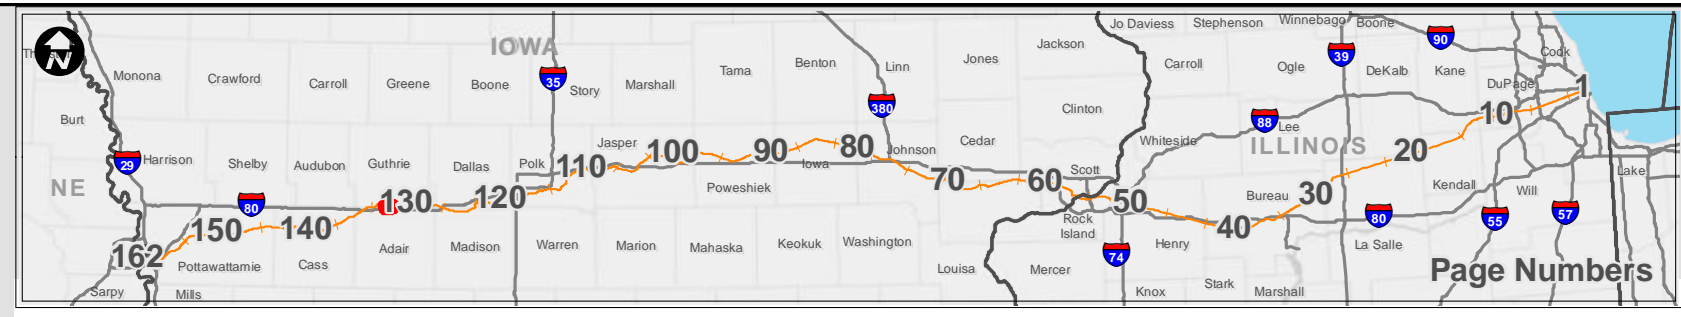 Jo Daviess Stephenson Winnebago Boone
N
IOWA
Jackson
39
90
Cook
Monona Crawford Carroll Greene Boone 35 Story Marshall Tama Benton Linn Jones Carroll Ogle DeKalb Kane DuPage 1
380
Burt
Clinton
88 Lee
10
Harrison Shelby Audubon Guthrie Dallas Polk Jasper Johnson Cedar Whiteside
29
110 100 90 80 Iowa
ILLINOIS
20
NE
80
130 120
Poweshiek
70 60 Scott
50
Bureau 30 Kendall Will Lake
162 150 140
Rock
Island
40
80 55 57
Pottawattamie Cass Adair Madison Warren Marion Mahaska Keokuk Washington
Louisa Mercer 74 Henry
La Salle
Page Numbers
Sarpy Mills
Knox Stark Marshall